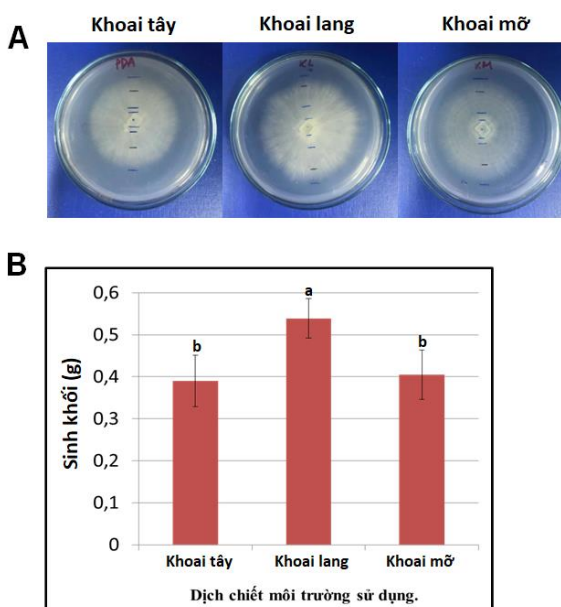 A
Khoai tây Khoai lang Khoai mỡ
PDA KL KM
B
0,6
0,5
0,4
0,3
0,2
0,1
0
Sinh khối (g)
b a b
Khoai tây Khoai lang Khoai mỡ
Dịch chiết môi trường sử dụng.